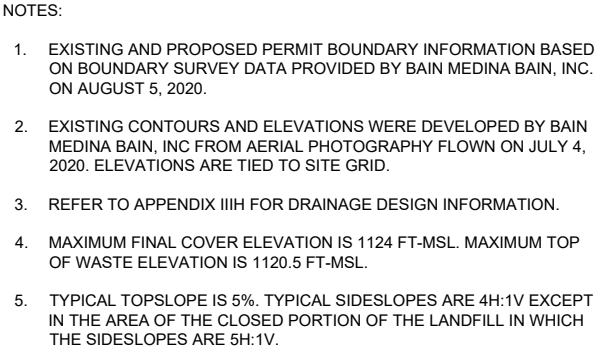 NOTES:
1. EXISTING AND PROPOSED PERMIT BOUNDARY INFORMATION BASED
ON BOUNDARY SURVEY DATA PROVIDED BY BAIN MEDINA BAIN, INC.
ON AUGUST 5, 2020.
2. EXISTING CONTOURS AND ELEVATIONS WERE DEVELOPED BY BAIN
MEDINA BAIN, INC FROM AERIAL PHOTOGRAPHY FLOWN ON JULY 4,
2020. ELEVATIONS ARE TIED TO SITE GRID.
3. REFER TO APPENDIX IIIH FOR DRAINAGE DESIGN INFORMATION.
4. MAXIMUM FINAL COVER ELEVATION IS 1124 FT-MSL. MAXIMUM TOP
OF WASTE ELEVATION IS 1120.5 FT-MSL.
5. TYPICAL TOPSLOPE IS 5%. TYPICAL SIDESLOPES ARE 4H:1V EXCEPT
IN THE AREA OF THE CLOSED PORTION OF THE LANDFILL IN WHICH
THE SIDESLOPES ARE 5H:1V.